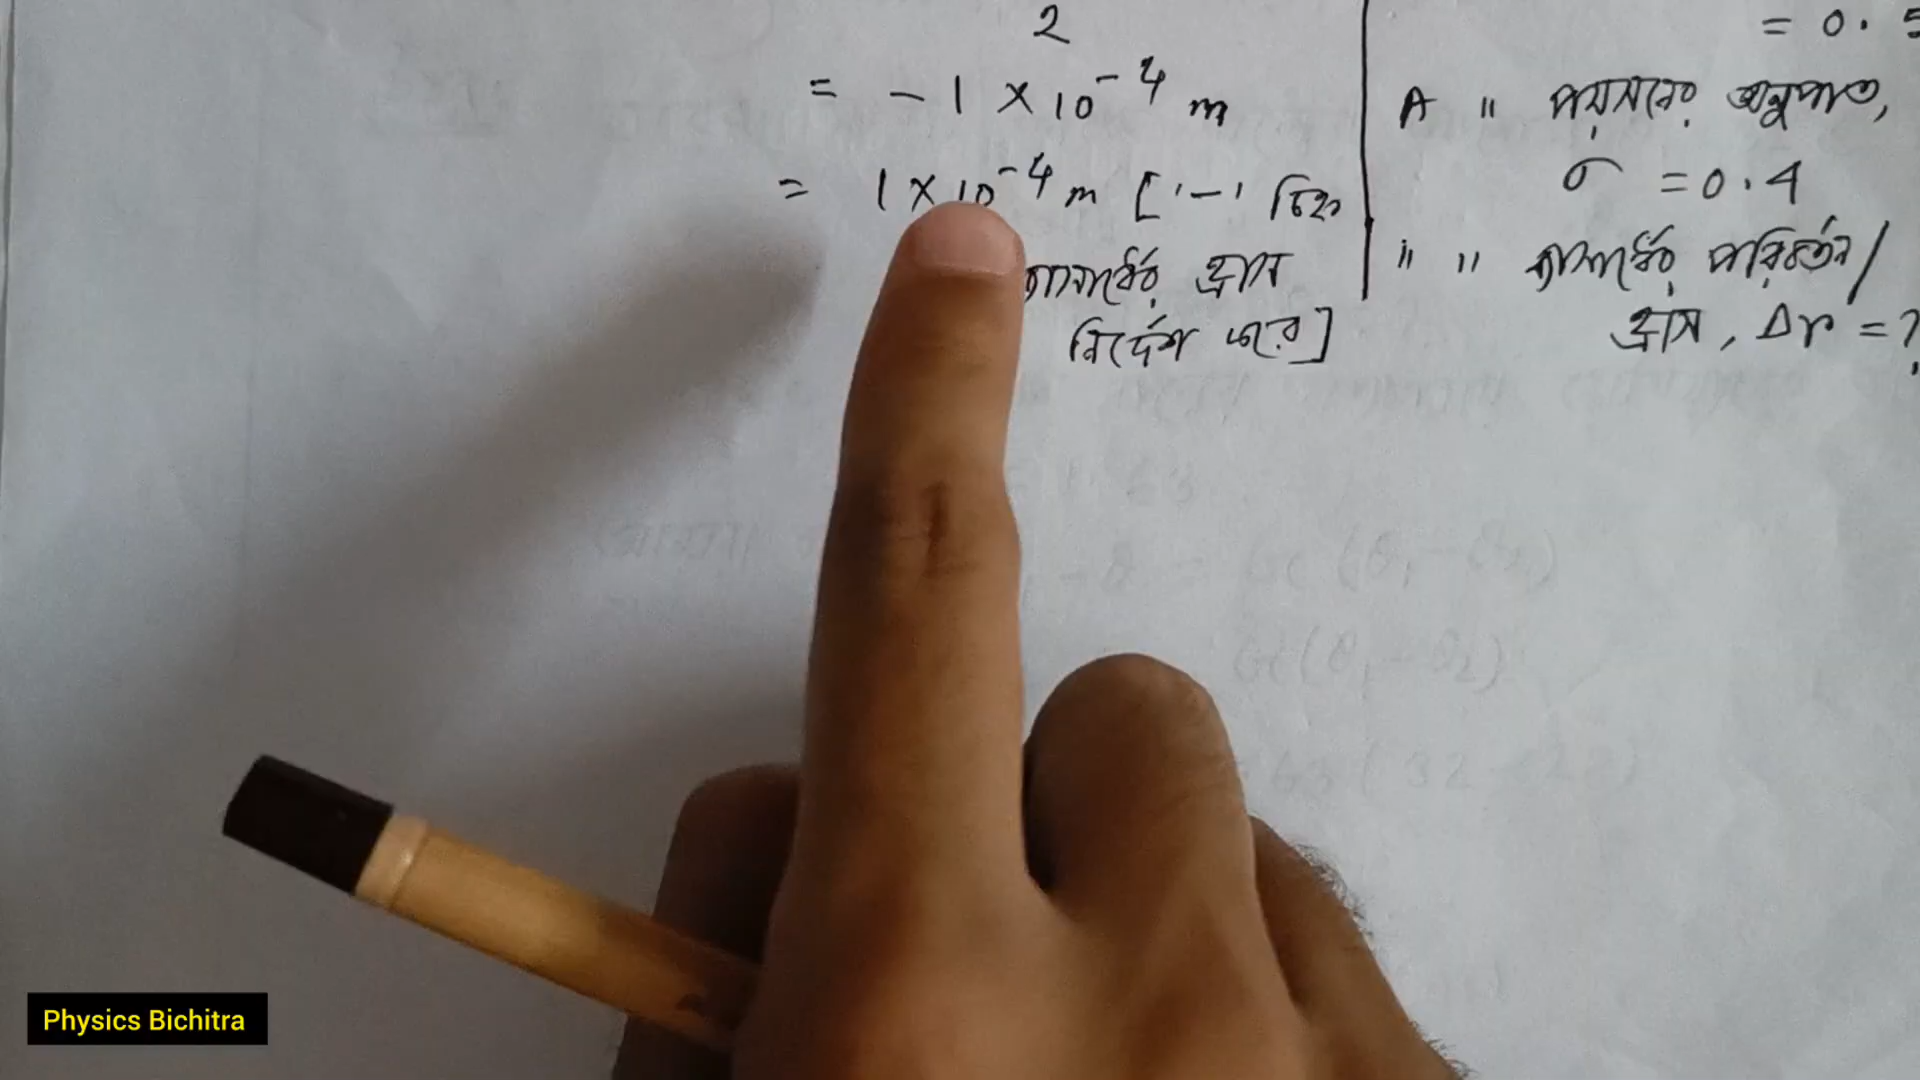 2
= - 1 × 10⁻⁴ m
= 1 × 10⁻⁴ m ['-' চিহ্ন
ব্যাসার্ধের হ্রাস
নির্দেশ করে]
= 0.5
A " পয়সনের অনুপাত,
σ = 0.4
" " ব্যাসার্ধের পরিবর্তন/
হ্রাস, Δr = ?
Physics Bichitra